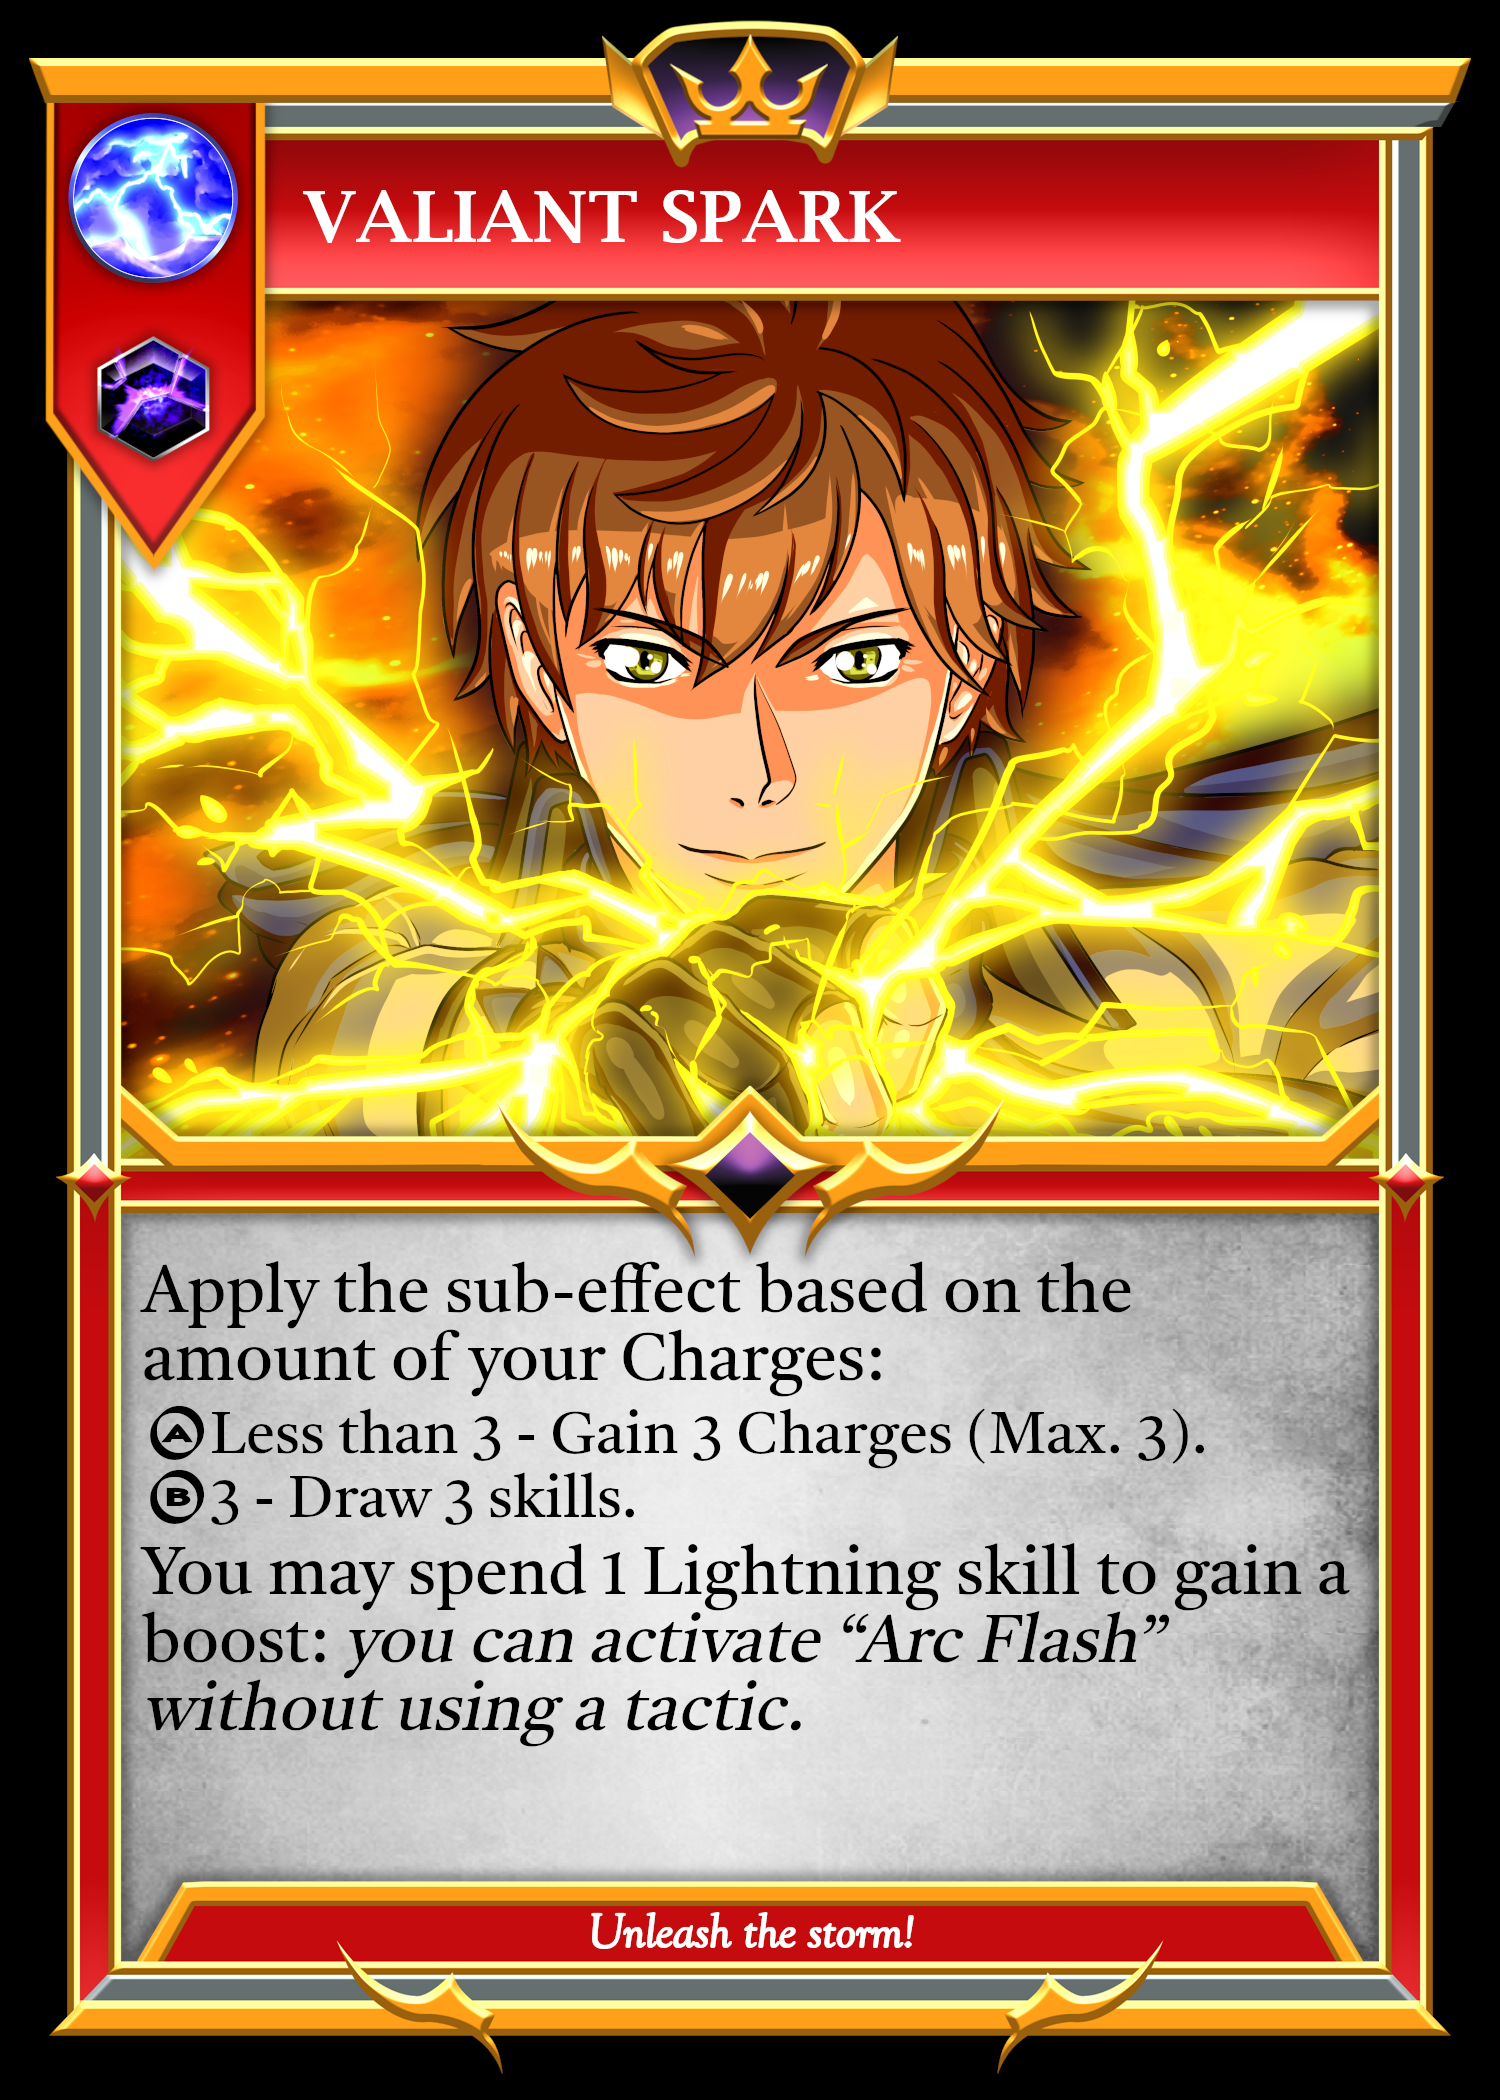 VALIANT SPARK
Apply the sub-effect based on the
amount of your Charges:
Ⓐ Less than 3 - Gain 3 Charges (Max. 3).
Ⓑ 3 - Draw 3 skills.
You may spend 1 Lightning skill to gain a
boost: you can activate “Arc Flash”
without using a tactic.
Unleash the storm!